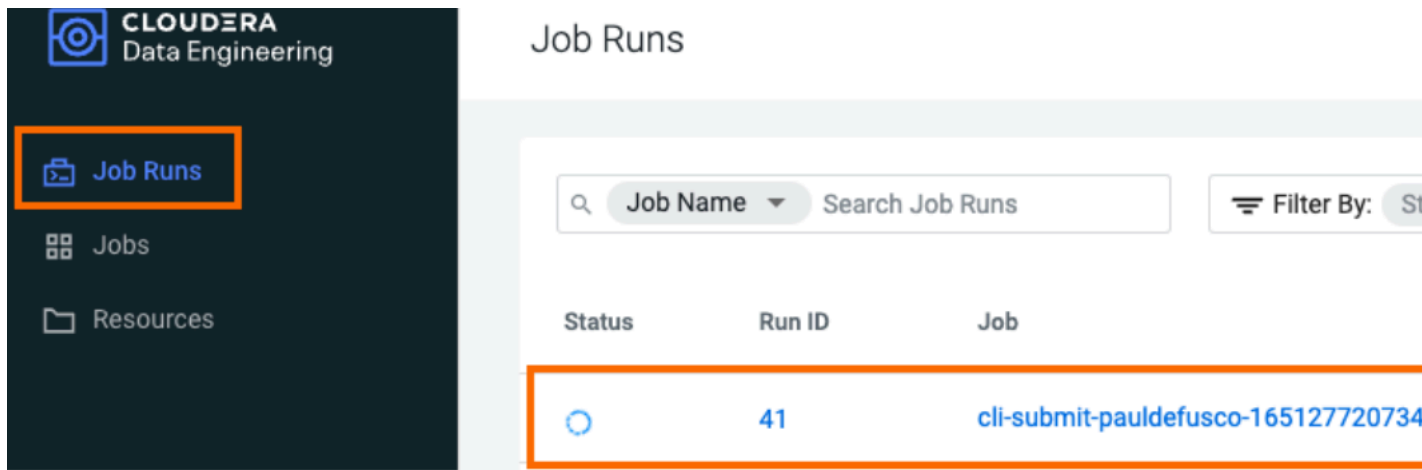 CLOUDERA
Data Engineering
Job Runs
Jobs
Resources
Job Runs
Job Name Search Job Runs
Filter By:
Status Run ID Job
41 cli-submit-pauldefusco-165127720734